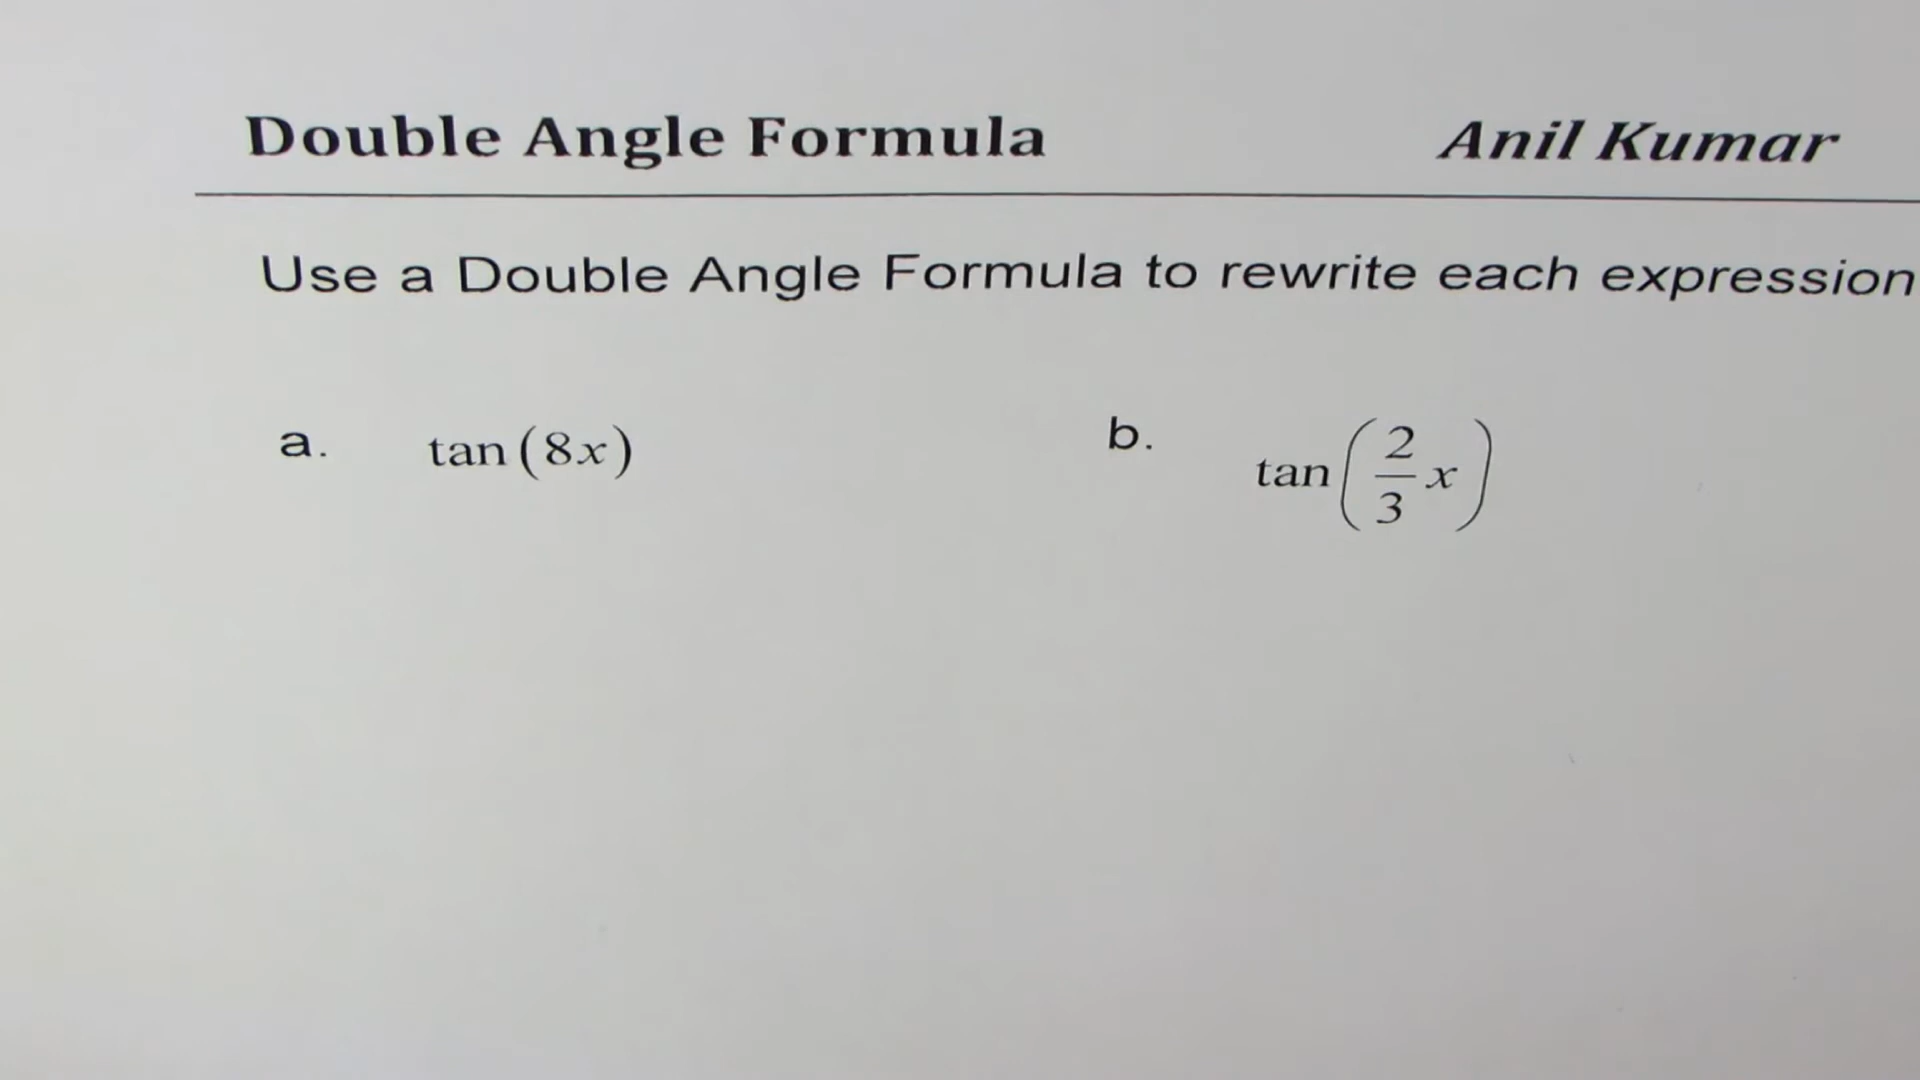 Double Angle Formula Anil Kumar
Use a Double Angle Formula to rewrite each expression
a. tan(8x) b. tan(2/3 x)